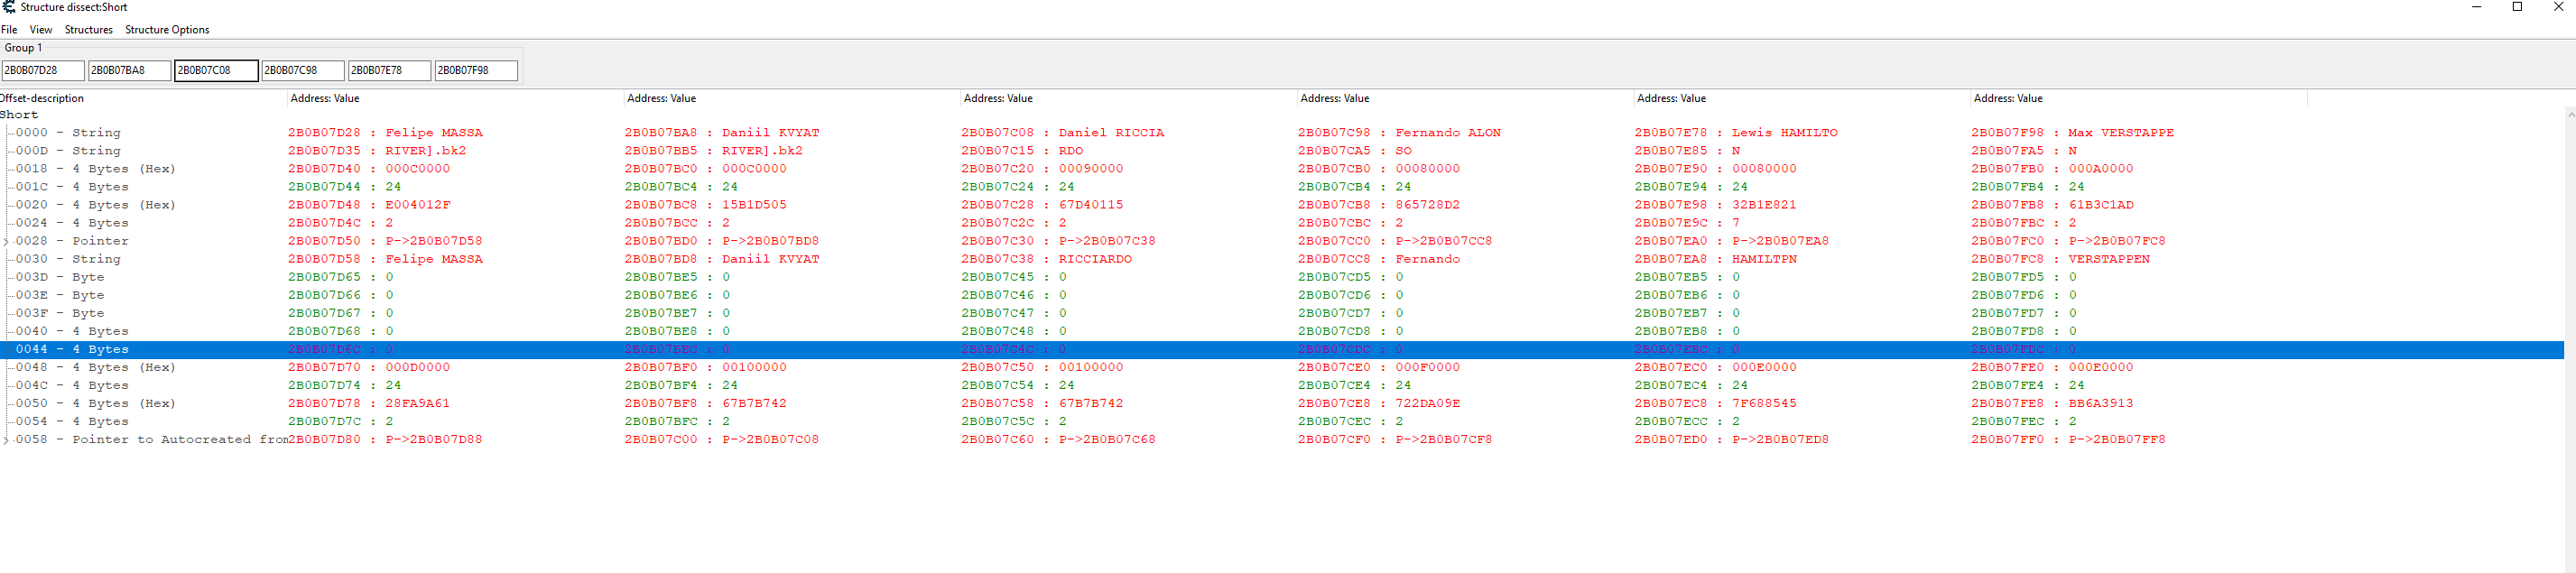 Structure dissect:Short
File View Structures Structure Options
Group 1
2B0B07D28 2B0B07BA8 2B0B07C08 2B0B07C98 2B0B07E78 2B0B07F98
Offset-description Address: Value Address: Value Address: Value Address: Value Address: Value Address: Value
Short
0000 - String 2B0B07D28 : Felipe MASSA 2B0B07BA8 : Daniil KVYAT 2B0B07C08 : Daniel RICCIA 2B0B07C98 : Fernando ALON 2B0B07E78 : Lewis HAMILTO 2B0B07F98 : Max VERSTAPPE
000D - String 2B0B07D35 : RIVER].bk2 2B0B07BB5 : RIVER].bk2 2B0B07C15 : RDO 2B0B07CA5 : SO 2B0B07E85 : N 2B0B07FA5 : N
0018 - 4 Bytes (Hex) 2B0B07D40 : 000C0000 2B0B07BC0 : 000C0000 2B0B07C20 : 00090000 2B0B07CB0 : 00080000 2B0B07E90 : 00080000 2B0B07FB0 : 000A0000
001C - 4 Bytes 2B0B07D44 : 24 2B0B07BC4 : 24 2B0B07C24 : 24 2B0B07CB4 : 24 2B0B07E94 : 24 2B0B07FB4 : 24
0020 - 4 Bytes (Hex) 2B0B07D48 : E004012F 2B0B07BC8 : 15B1D505 2B0B07C28 : 67D40115 2B0B07CB8 : 865728D2 2B0B07E98 : 32B1E821 2B0B07FB8 : 61B3C1AD
0024 - 4 Bytes 2B0B07D4C : 2 2B0B07BCC : 2 2B0B07C2C : 2 2B0B07CBC : 2 2B0B07E9C : 7 2B0B07FBC : 2
0028 - Pointer 2B0B07D50 : P->2B0B07D58 2B0B07BD0 : P->2B0B07BD8 2B0B07C30 : P->2B0B07C38 2B0B07CC0 : P->2B0B07CC8 2B0B07EA0 : P->2B0B07EA8 2B0B07FC0 : P->2B0B07FC8
0030 - String 2B0B07D58 : Felipe MASSA 2B0B07BD8 : Daniil KVYAT 2B0B07C38 : RICCIARDO 2B0B07CC8 : Fernando 2B0B07EA8 : HAMILTPN 2B0B07FC8 : VERSTAPPEN
003D - Byte 2B0B07D65 : 0 2B0B07BE5 : 0 2B0B07C45 : 0 2B0B07CD5 : 0 2B0B07EB5 : 0 2B0B07FD5 : 0
003E - Byte 2B0B07D66 : 0 2B0B07BE6 : 0 2B0B07C46 : 0 2B0B07CD6 : 0 2B0B07EB6 : 0 2B0B07FD6 : 0
003F - Byte 2B0B07D67 : 0 2B0B07BE7 : 0 2B0B07C47 : 0 2B0B07CD7 : 0 2B0B07EB7 : 0 2B0B07FD7 : 0
0040 - 4 Bytes 2B0B07D68 : 0 2B0B07BE8 : 0 2B0B07C48 : 0 2B0B07CD8 : 0 2B0B07EB8 : 0 2B0B07FD8 : 0
0044 - 4 Bytes 2B0B07D6C : 0 2B0B07BEC : 0 2B0B07C4C : 0 2B0B07CDC : 0 2B0B07EBC : 0 2B0B07FDC : 0
0048 - 4 Bytes (Hex) 2B0B07D70 : 000D0000 2B0B07BF0 : 00100000 2B0B07C50 : 00100000 2B0B07CE0 : 000F0000 2B0B07EC0 : 000E0000 2B0B07FE0 : 000E0000
004C - 4 Bytes 2B0B07D74 : 24 2B0B07BF4 : 24 2B0B07C54 : 24 2B0B07CE4 : 24 2B0B07EC4 : 24 2B0B07FE4 : 24
0050 - 4 Bytes (Hex) 2B0B07D78 : 28FA9A61 2B0B07BF8 : 67B7B742 2B0B07C58 : 67B7B742 2B0B07CE8 : 722DA09E 2B0B07EC8 : 7F688545 2B0B07FE8 : BB6A3913
0054 - 4 Bytes 2B0B07D7C : 2 2B0B07BFC : 2 2B0B07C5C : 2 2B0B07CEC : 2 2B0B07ECC : 2 2B0B07FEC : 2
0058 - Pointer to Autocreated from 2B0B07D80 : P->2B0B07D88 2B0B07C00 : P->2B0B07C08 2B0B07C60 : P->2B0B07C68 2B0B07CF0 : P->2B0B07CF8 2B0B07ED0 : P->2B0B07ED8 2B0B07FF0 : P->2B0B07FF8